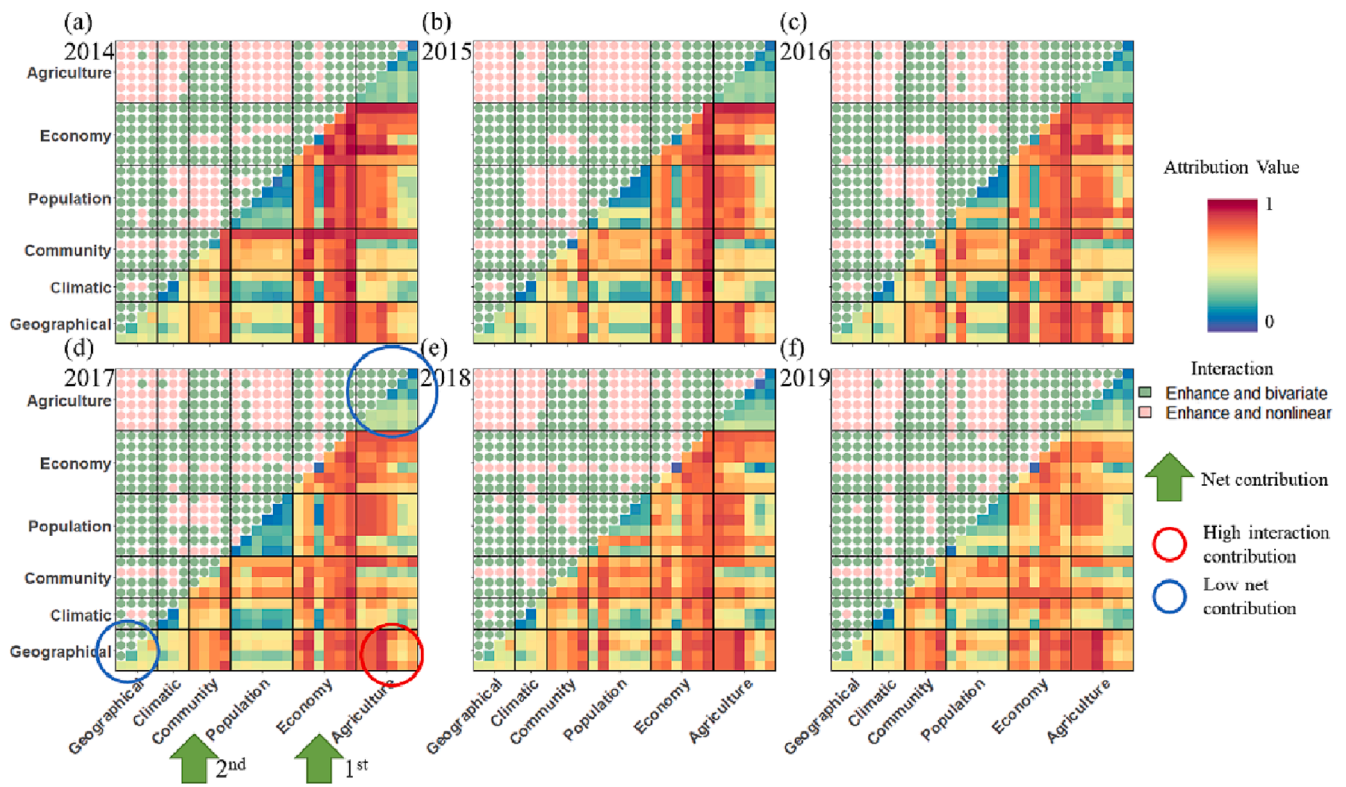 (a)
2014
Agriculture
Economy
Population
Community
Climatic
Geographical
(b)
2015
(c)
2016
Attribution Value
1
0
(d)
2017
Agriculture
Economy
Population
Community
Climatic
Geographical
Geographical
Climatic
Community
Population
Economy
Agriculture
2nd
1st
(e)
2018
Geographical
Climatic
Community
Population
Economy
Agriculture
(f)
2019
Geographical
Climatic
Community
Population
Economy
Agriculture
Interaction
Enhance and bivariate
Enhance and nonlinear
Net contribution
High interaction
contribution
Low net
contribution